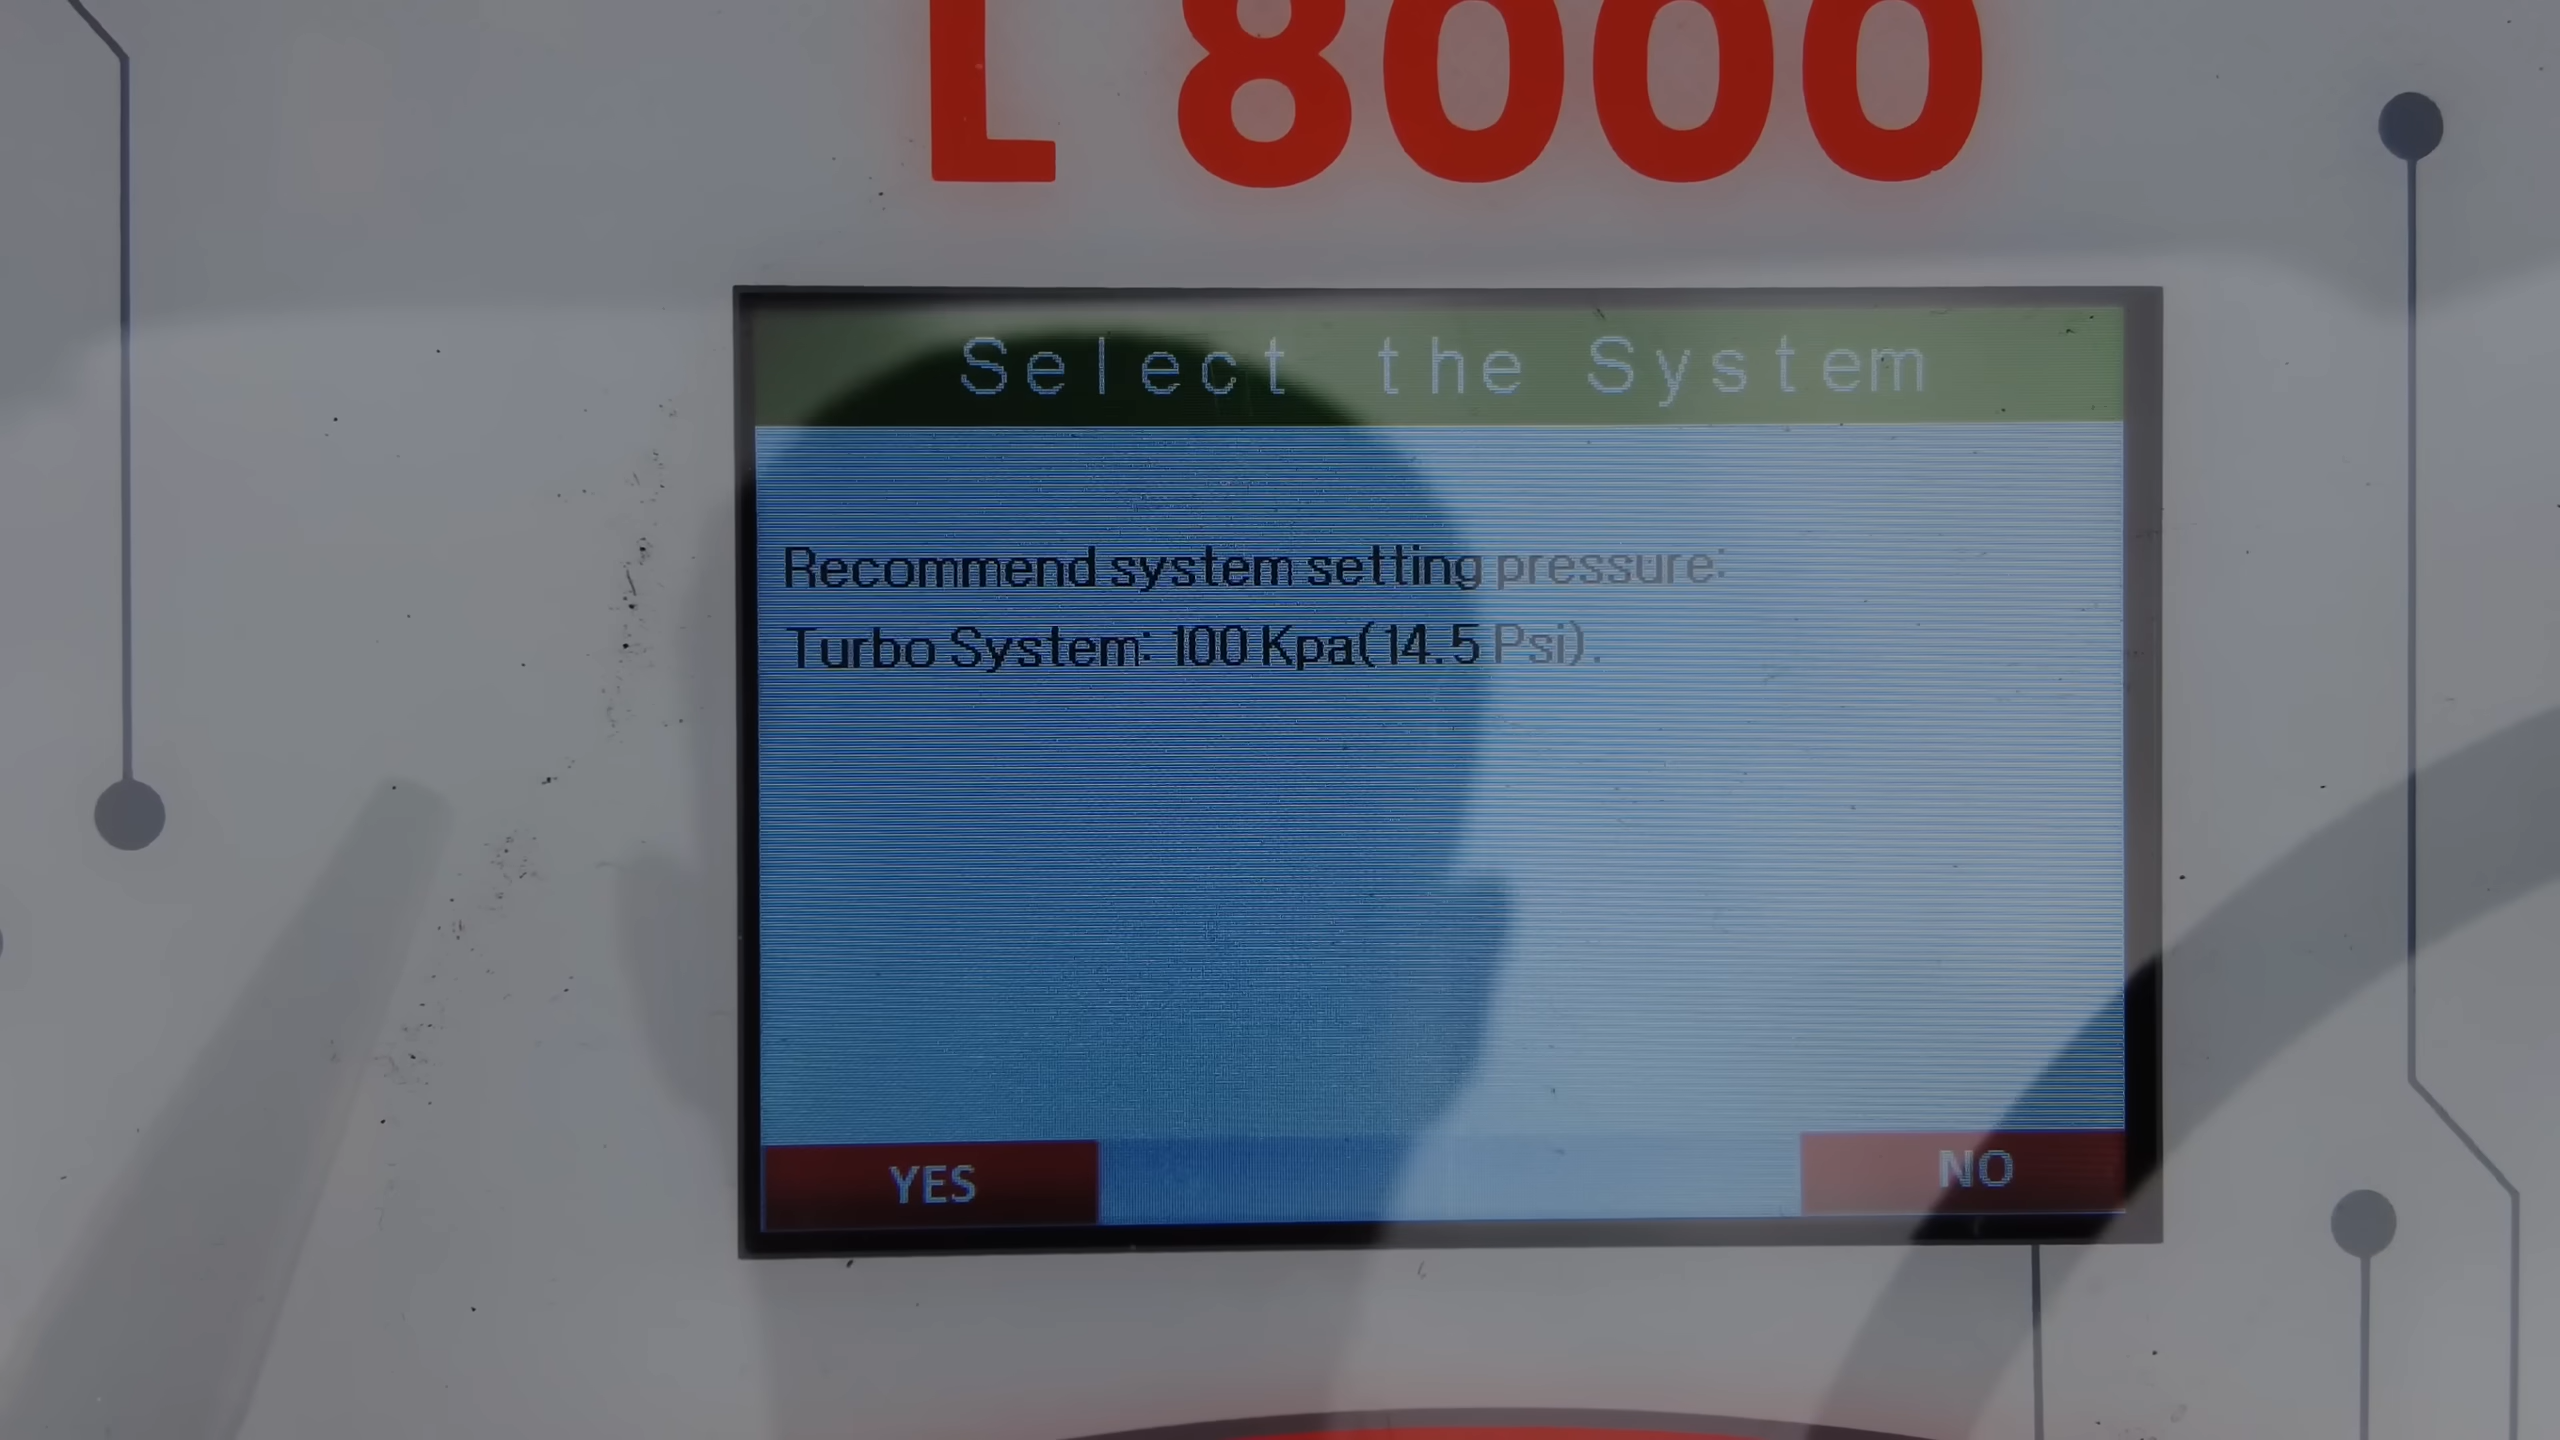 L 8000
Select the System
Recommend system setting pressure:
Turbo System: 100 Kpa(14.5 Psi).
YES
NO